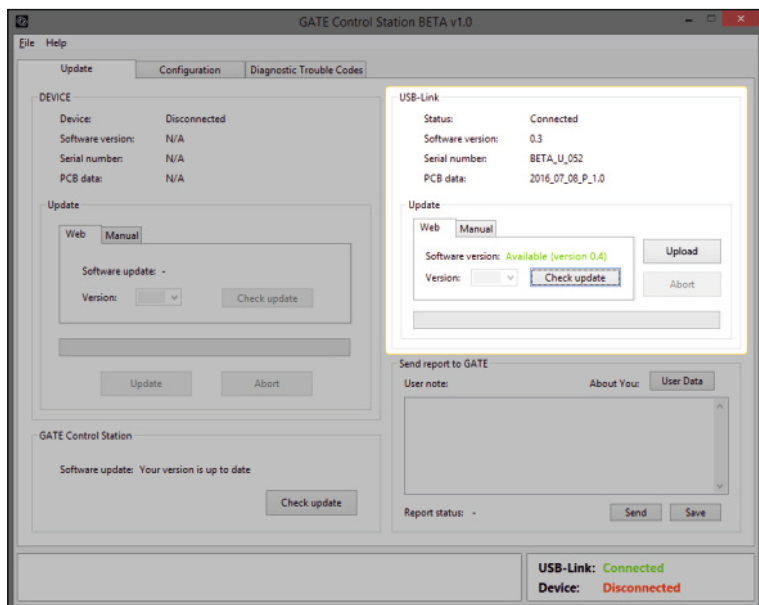 GATE Control Station BETA v1.0
File Help
Update Configuration Diagnostic Trouble Codes
DEVICE
Device: Disconnected
Software version: N/A
Serial number: N/A
PCB data: N/A
Update
Web Manual
Software update: -
Version: Check update
Update Abort
GATE Control Station
Software update: Your version is up to date
Check update
USB-Link
Status: Connected
Software version: 0.3
Serial number: BETA_U_052
PCB data: 2016_07_08_P_1.0
Update
Web Manual
Software version: Available (version 0.4)
Version: Check update
Upload
Abort
Send report to GATE
User note: About You: User Data
Report status: - Send Save
USB-Link: Connected
Device: Disconnected